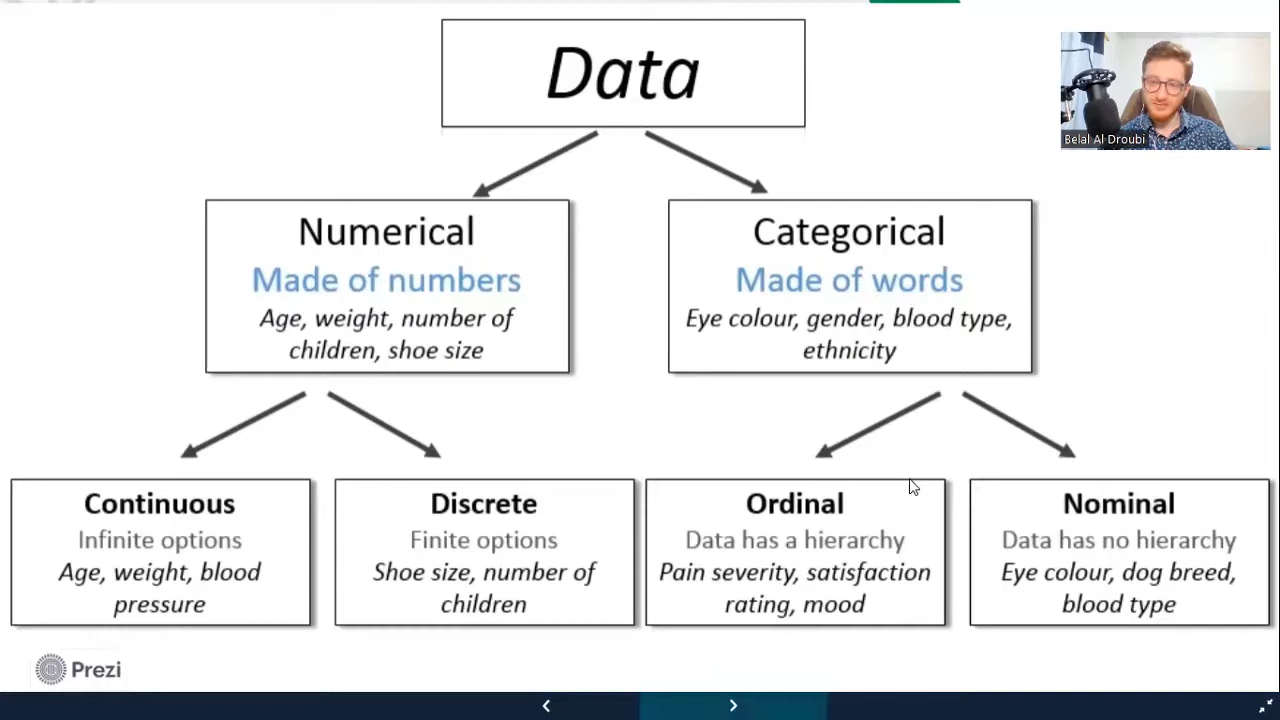 Data
Belal Al Droubi
Numerical
Made of numbers
Age, weight, number of
children, shoe size
Categorical
Made of words
Eye colour, gender, blood type,
ethnicity
Continuous
Infinite options
Age, weight, blood
pressure
Discrete
Finite options
Shoe size, number of
children
Ordinal
Data has a hierarchy
Pain severity, satisfaction
rating, mood
Nominal
Data has no hierarchy
Eye colour, dog breed,
blood type
Prezi